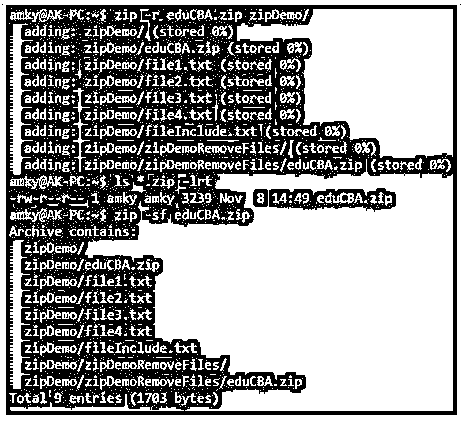 amky@AK-PC:~$ zip -r eduCBA.zip zipDemo/
adding: zipDemo/ (stored 0%)
adding: zipDemo/eduCBA.zip (stored 0%)
adding: zipDemo/file1.txt (stored 0%)
adding: zipDemo/file2.txt (stored 0%)
adding: zipDemo/file3.txt (stored 0%)
adding: zipDemo/file4.txt (stored 0%)
adding: zipDemo/fileInclude.txt (stored 0%)
adding: zipDemo/zipDemoRemoveFiles/ (stored 0%)
adding: zipDemo/zipDemoRemoveFiles/eduCBA.zip (stored 0%)
amky@AK-PC:~$ ls *.zip -lrt
-rw-r--r-- 1 amky amky 3239 Nov  8 14:49 eduCBA.zip
amky@AK-PC:~$ zip -sf eduCBA.zip
Archive contains:
zipDemo/
zipDemo/eduCBA.zip
zipDemo/file1.txt
zipDemo/file2.txt
zipDemo/file3.txt
zipDemo/file4.txt
zipDemo/fileInclude.txt
zipDemo/zipDemoRemoveFiles/
zipDemo/zipDemoRemoveFiles/eduCBA.zip
Total 9 entries (1703 bytes)